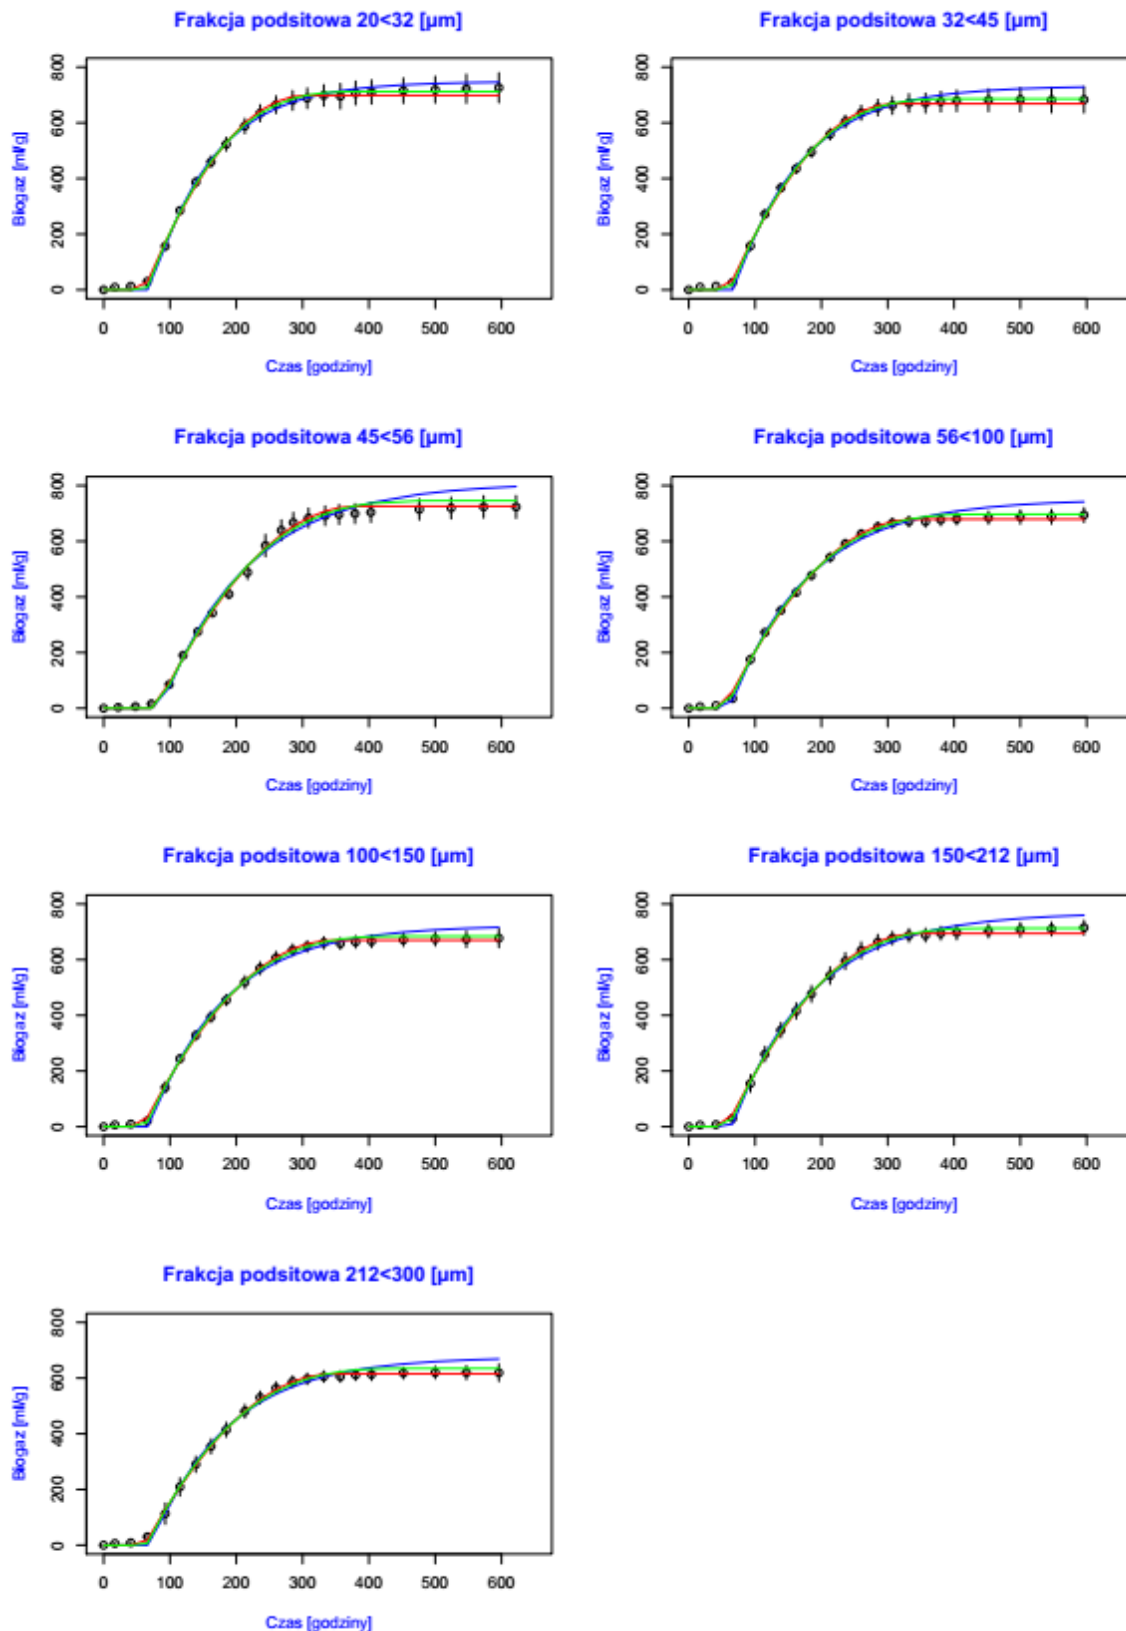 Frakcja podsitowa 20<32 [µm]
Biogaz [ml/g]
0 200 400 600 800
0 100 200 300 400 500 600
Czas [godziny]
Frakcja podsitowa 32<45 [µm]
Biogaz [ml/g]
0 200 400 600 800
0 100 200 300 400 500 600
Czas [godziny]
Frakcja podsitowa 45<56 [µm]
Biogaz [ml/g]
0 200 400 600 800
0 100 200 300 400 500 600
Czas [godziny]
Frakcja podsitowa 56<100 [µm]
Biogaz [ml/g]
0 200 400 600 800
0 100 200 300 400 500 600
Czas [godziny]
Frakcja podsitowa 100<150 [µm]
Biogaz [ml/g]
0 200 400 600 800
0 100 200 300 400 500 600
Czas [godziny]
Frakcja podsitowa 150<212 [µm]
Biogaz [ml/g]
0 200 400 600 800
0 100 200 300 400 500 600
Czas [godziny]
Frakcja podsitowa 212<300 [µm]
Biogaz [ml/g]
0 200 400 600 800
0 100 200 300 400 500 600
Czas [godziny]